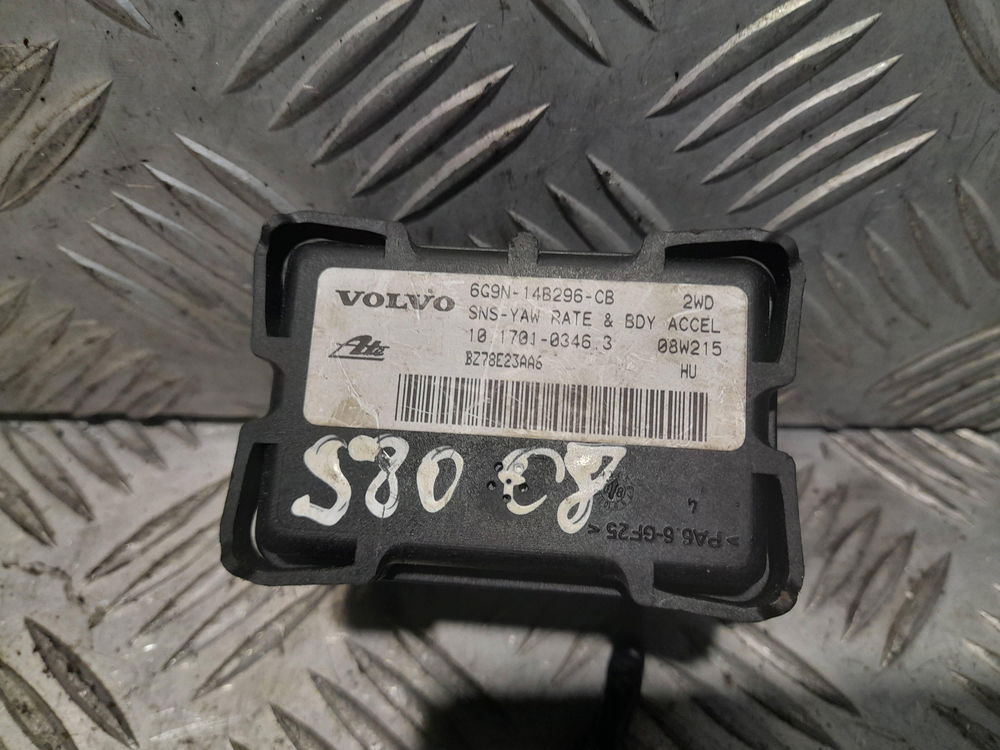 VOLVO
6G9N-14B296-CB 2WD
SNS-YAW RATE & BDY ACCEL
Ate 10.1701-0346.3 08W215
BZ78E23AA6 HU
S80 08
4
>PA6.6-GF25<